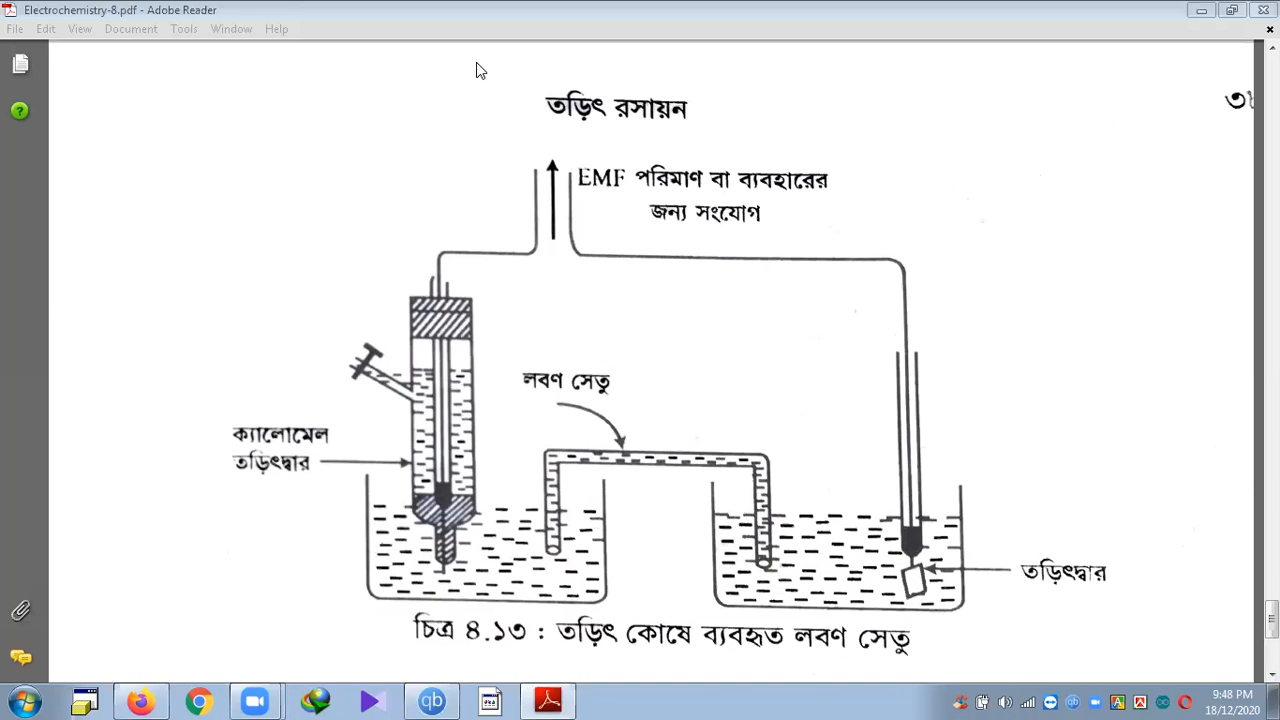 Electrochemistry-8.pdf - Adobe Reader
File Edit View Document Tools Window Help
তড়িৎ রসায়ন
EMF পরিমাণ বা ব্যবহারের
জন্য সংযোগ
লবণ সেতু
ক্যালোমেল
তড়িৎদ্বার
তড়িৎদ্বার
চিত্র ৪.১৩ : তড়িৎ কোষে ব্যবহৃত লবণ সেতু
qb
9:48 PM
18/12/2020